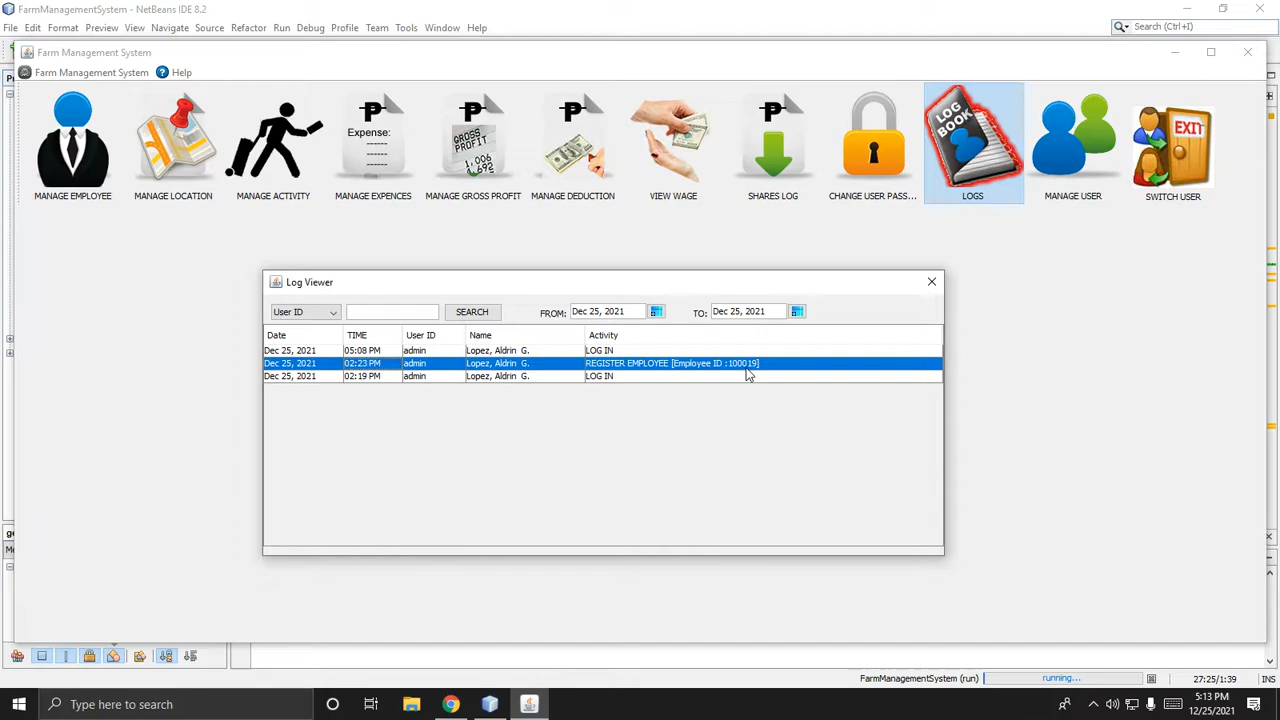 FarmManagementSystem - NetBeans IDE 8.2
File Edit Format Preview View Navigate Source Refactor Run Debug Profile Team Tools Window Help
Search (Ctrl+I)
Farm Management System
Farm Management System Help
LOG BOOK
Expense:
GROSS PROFIT
1,006
EXIT
MANAGE EMPLOYEE MANAGE LOCATION MANAGE ACTIVITY MANAGE EXPENCES MANAGE GROSS PROFIT MANAGE DEDUCTION VIEW WAGE SHARES LOG CHANGE USER PASS... LOGS MANAGE USER SWITCH USER
Log Viewer
User ID SEARCH FROM: Dec 25, 2021 TO: Dec 25, 2021
Date TIME User ID Name Activity
Dec 25, 2021 05:08 PM admin Lopez, Aldrin G. LOG IN
Dec 25, 2021 02:23 PM admin Lopez, Aldrin G. REGISTER EMPLOYEE [Employee ID :100019]
Dec 25, 2021 02:19 PM admin Lopez, Aldrin G. LOG IN
FarmManagementSystem (run) running... 27:25/1:39 INS
Type here to search
5:13 PM
12/25/2021